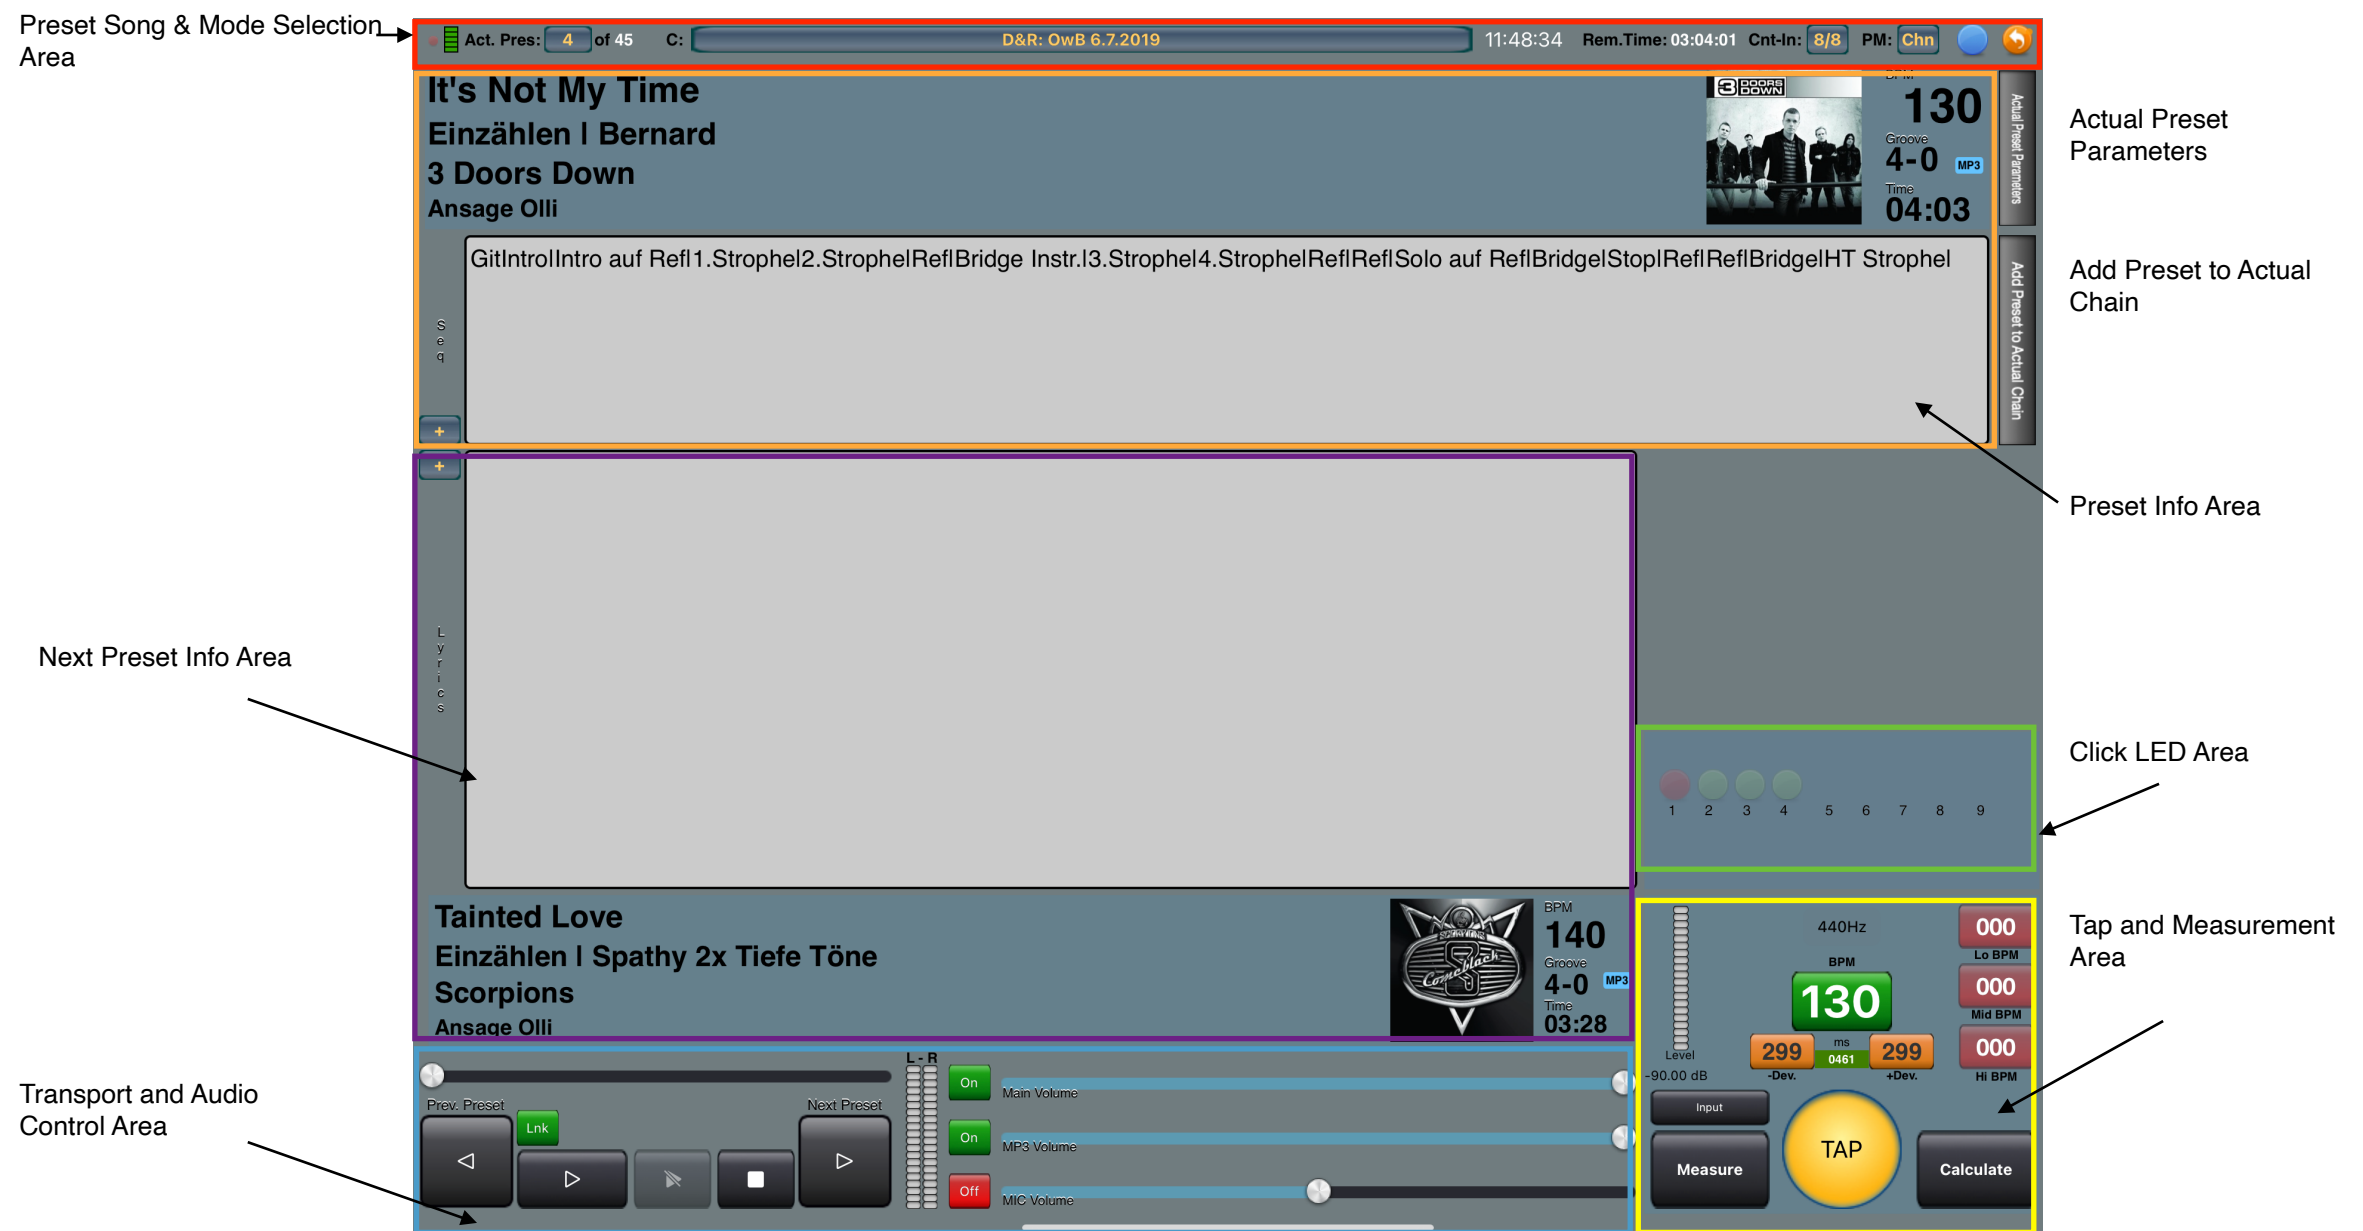 Preset Song & Mode Selection
Area
Act. Pres: 4 of 45 C: D&R: OwB 6.7.2019 11:48:34 Rem.Time: 03:04:01 Cnt-In: 8/8 PM: Chn
It's Not My Time
Einzählen | Bernard
3 Doors Down
Ansage Olli
3 DOORS DOWN
BPM
130
Groove
4-0 MP3
Time
04:03
Actual Preset Parameters
Actual Preset
Parameters
Seq
GitIntro|Intro auf Ref|1.Strophe|2.Strophe|Ref|Bridge Instr.|3.Strophe|4.Strophe|Ref|Ref|Solo auf Ref|Bridge|Stop|Ref|Ref|Bridge|HT Strophe|
+
Add Preset to Actual Chain
Add Preset to Actual
Chain
Preset Info Area
+
Lyrics
Next Preset Info Area
Click LED Area
1 2 3 4 5 6 7 8 9
Tainted Love
Einzählen | Spathy 2x Tiefe Töne
Scorpions
Ansage Olli
SCORPIONS
Comeblack
BPM
140
Groove
4-0 MP3
Time
03:28
440Hz
BPM
130
299 ms 299
0461
-Dev. +Dev.
000
Lo BPM
000
Mid BPM
000
Hi BPM
Level
-90.00 dB
Input
Measure
TAP
Calculate
Tap and Measurement
Area
Transport and Audio
Control Area
Prev. Preset
Lnk
Next Preset
L - R
On
Main Volume
On
MP3 Volume
Off
MIC Volume